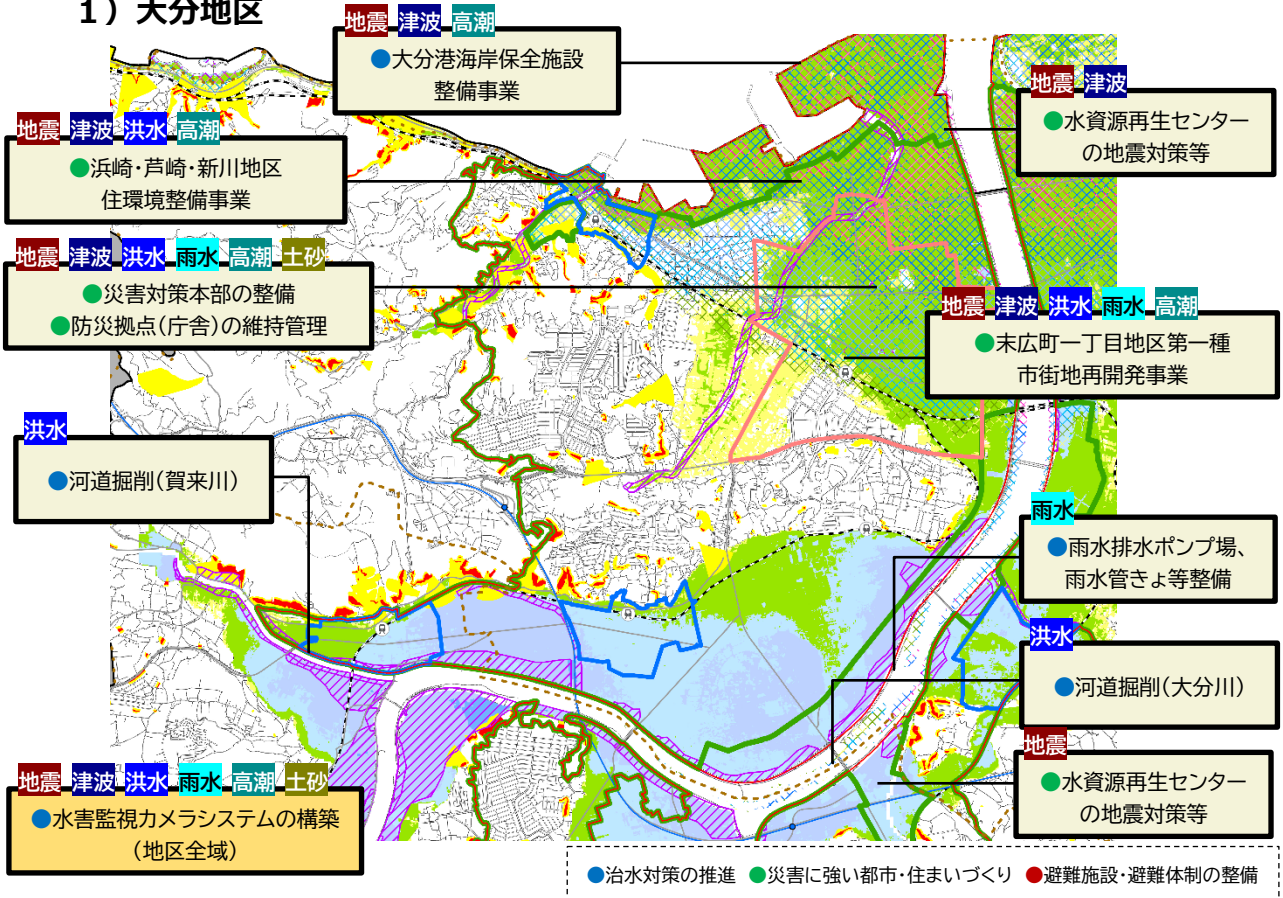 1）大分地区
地震 津波 高潮
●大分港海岸保全施設
整備事業
地震 津波
●水資源再生センター
の地震対策等
地震 津波 洪水 高潮
●浜崎・芦崎・新川地区
住環境整備事業
地震 津波 洪水 雨水 高潮 土砂
●災害対策本部の整備
●防災拠点（庁舎）の維持管理
地震 津波 洪水 雨水 高潮
●末広町一丁目地区第一種
市街地再開発事業
洪水
●河道掘削（賀来川）
雨水
●雨水排水ポンプ場、
雨水管きょ等整備
洪水
●河道掘削（大分川）
地震
●水資源再生センター
の地震対策等
地震 津波 洪水 雨水 高潮 土砂
●水害監視カメラシステムの構築
（地区全域）
●治水対策の推進 ●災害に強い都市・住まいづくり ●避難施設・避難体制の整備